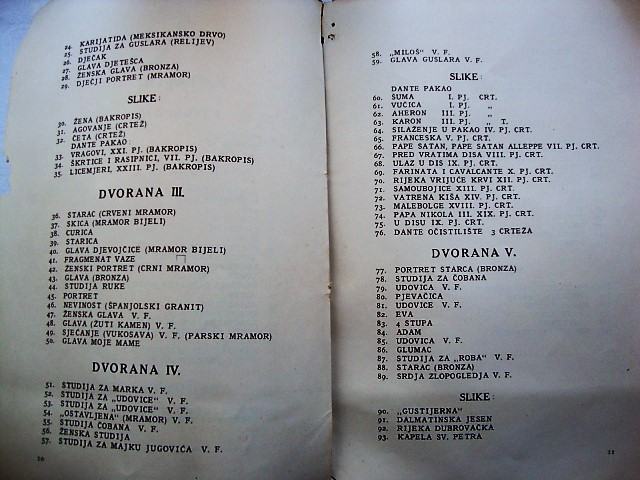 24. KARIJATIDA (MEKSIKANSKO DRVO)
25. STUDIJA ZA GUSLARA (RELIJEV)
26. DJEČAK
27. GLAVA DJETEŠCA
28. ŽENSKA GLAVA (BRONZA)
29. DJEČJI PORTRET (MRAMOR)
SLIKE:
30. ŽENA (BAKROPIS)
31. AGOVANJE (CRTEŽ)
32. ČETA (CRTEŽ)
DANTE PAKAO:
33. VRAGOVI, XXI. PJ. (BAKROPIS)
34. ŠKRTICE I RASIPNICI, VII. PJ. (BAKROPIS)
35. LICEMJERI, XXIII. PJ. (BAKROPIS)
DVORANA III.
36. STARAC (CRVENI MRAMOR)
37. SKICA (MRAMOR BIJELI)
38. CURICA
39. STARICA
40. GLAVA DJEVOJČICE (MRAMOR BIJELI)
41. FRAGMENAT VAZE
42. ŽENSKI PORTRET (CRNI MRAMOR)
43. GLAVA (BRONZA)
44. STUDIJA RUKE
45. PORTRET
46. NEVINOST (ŠPANJOLSKI GRANIT)
47. ŽENSKA GLAVA V. F.
48. GLAVA (ŽUTI KAMEN) V. F.
49. SJEĆANJE (VUKOSAVA) V. F. (PARSKI MRAMOR)
50. GLAVA MOJE MAME
DVORANA IV.
51. STUDIJA ZA MARKA V. F.
52. STUDIJA ZA „UDOVICE" V. F.
53. STUDIJA ZA „UDOVICE" V. F.
54. „OSTAVLJENA" (MRAMOR) V. F.
55. STUDIJA ČOBANA V. F.
56. ŽENSKA STUDIJA
57. STUDIJA ZA MAJKU JUGOVIĆA V. F.
10
58. „MILOŠ" V. F.
59. GLAVA GUSLARA V. F.
SLIKE:
DANTE PAKAO
60. ŠUMA I. PJ. CRT.
61. VUČICA I. PJ. „
62. AHERON III. PJ. „
63. KARON III. PJ. „ T.
64. SILAŽENJE U PAKAO IV. PJ. CRT.
65. FRANCESKA V. PJ. CRT.
66. PAPE SATAN, PAPE SATAN ALLEPPE VII. PJ. CRT.
67. PRED VRATIMA DISA VIII. PJ. CRT.
68. ULAZ U DIS IX. PJ. CRT.
69. FARINATA I CAVALCANTE X. PJ. CRT.
70. RIJEKA VRIJUĆE KRVI XII. PJ. CRT.
71. SAMOUBOJICE XIII. PJ. CRT.
72. VATRENA KIŠA XIV. PJ. CRT.
73. MALEBOLGE XVIII. PJ. CRT.
74. PAPA NIKOLA III. XIX. PJ. CRT.
75. U DISU IX. PJ. CRT.
76. DANTE OČISTILIŠTE 3 CRTEŽA
DVORANA V.
77. PORTRET STARCA (BRONZA)
78. STUDIJA ZA ČOBANA
79. UDOVICA V. F.
80. PJEVAČICA
81. UDOVICE V. F.
82. EVA
83. 4 STUPA
84. ADAM
85. UDOVICA V. F.
86. GLUMAC
87. STUDIJA ZA „ROBA" V. F.
88. STARAC (BRONZA)
89. SRDJA ZLOPOGLEDJA V. F.
SLIKE:
90. „GUSTIJERNA"
91. DALMATINSKA JESEN
92. RIJEKA DUBROVAČKA
93. KAPELA SV. PETRA
11